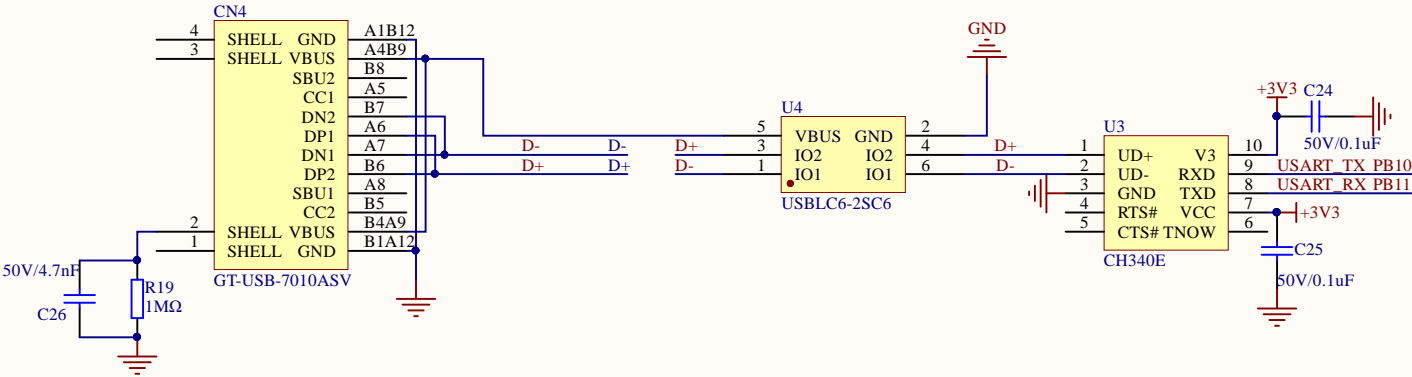 CN4
4 SHELL GND A1B12
3 SHELL VBUS A4B9
SBU2 B8
CC1 A5
DN2 B7
DP1 A6
DN1 A7
DP2 B6
SBU1 A8
CC2 B5
2 SHELL VBUS B4A9
1 SHELL GND B1A12
GT-USB-7010ASV
50V/4.7nF
C26
R19
1MΩ
D- D-
D+ D+
D+
D-
GND
U4
5 VBUS GND 2
3 IO2 IO2 4
1 IO1 IO1 6
USBLC6-2SC6
D+
D-
U3
1 UD+ V3 10
2 UD- RXD 9
3 GND TXD 8
4 RTS# VCC 7
5 CTS# TNOW 6
CH340E
+3V3
C24
50V/0.1uF
USART_TX PB10
USART_RX PB11
+3V3
C25
50V/0.1uF